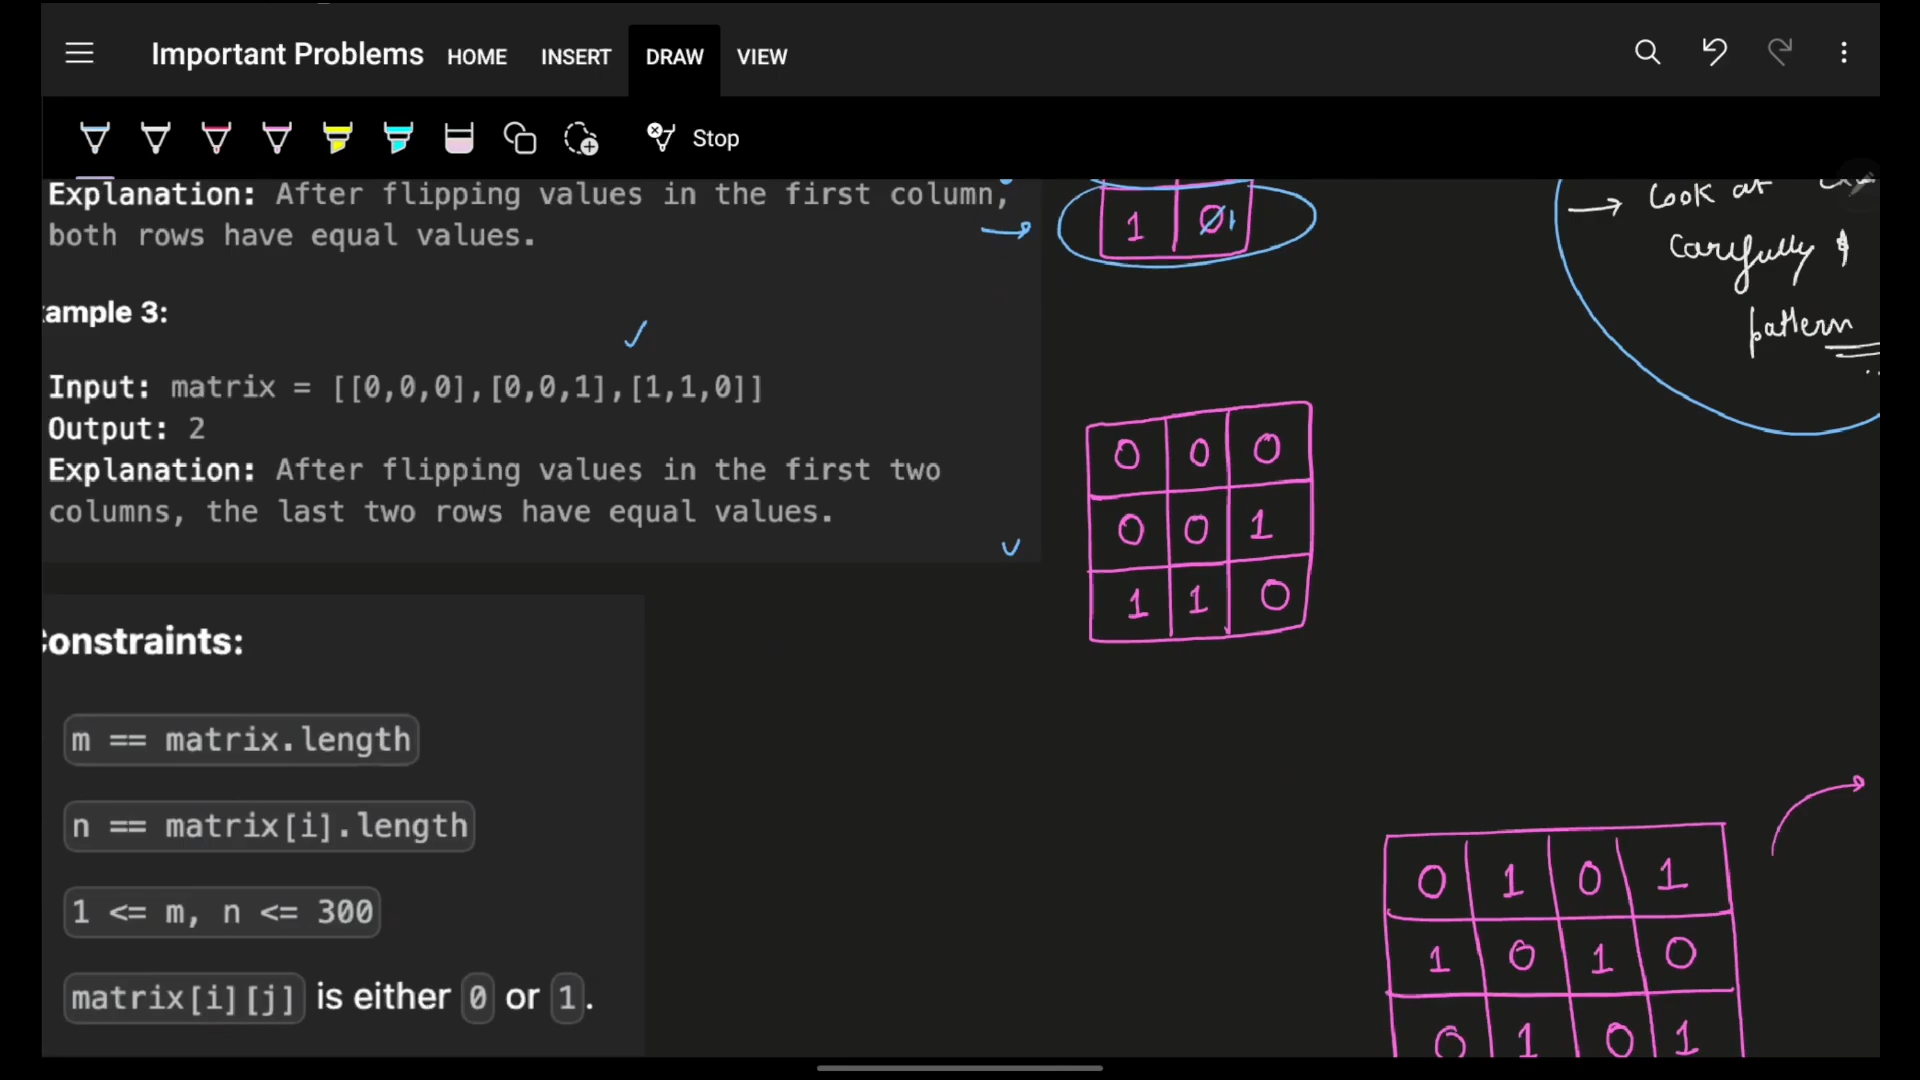 Important Problems HOME INSERT DRAW VIEW
Stop
Explanation: After flipping values in the first column,
both rows have equal values.
1 0 1
Look at
carefully &
pattern
ample 3:
Input: matrix = [[0,0,0],[0,0,1],[1,1,0]]
Output: 2
Explanation: After flipping values in the first two
columns, the last two rows have equal values.
0 0 0
0 0 1
1 1 0
onstraints:
m == matrix.length
n == matrix[i].length
1 <= m, n <= 300
matrix[i][j] is either 0 or 1.
0 1 0 1
1 0 1 0
0 1 0 1